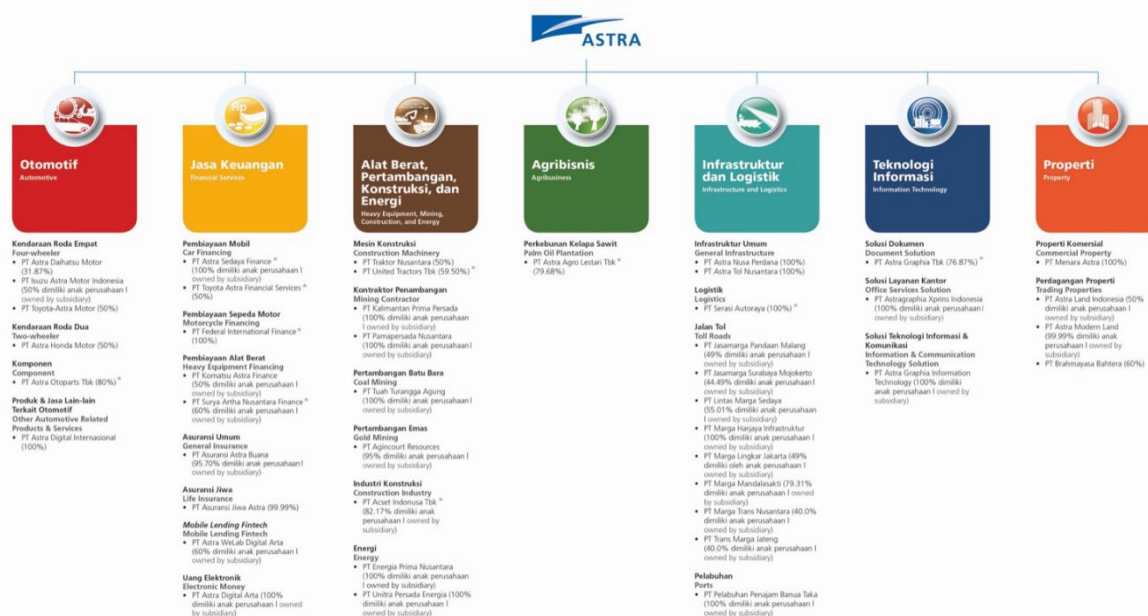 ASTRA
Rp
Otomotif
Automotive
Kendaraan Roda Empat
Four-wheeler
• PT Astra Daihatsu Motor
(31.87%)
• PT Isuzu Astra Motor Indonesia
(50% dimiliki anak perusahaan I
owned by subsidiary)
• PT Toyota-Astra Motor (50%)
Kendaraan Roda Dua
Two-wheeler
• PT Astra Honda Motor (50%)
Komponen
Component
• PT Astra Otoparts Tbk (80%) *
Produk & Jasa Lain-lain
Terkait Otomotif
Other Automotive Related
Products & Services
• PT Astra Digital Internasional
(100%)
Jasa Keuangan
Financial Services
Pembiayaan Mobil
Car Financing
• PT Astra Sedaya Finance *
(100% dimiliki anak perusahaan I
owned by subsidiary)
• PT Toyota Astra Financial Services *
(50%)
Pembiayaan Sepeda Motor
Motorcycle Financing
• PT Federal International Finance *
(100%)
Pembiayaan Alat Berat
Heavy Equipment Financing
• PT Komatsu Astra Finance
(50% dimiliki anak perusahaan I
owned by subsidiary)
• PT Surya Artha Nusantara Finance *
(60% dimiliki anak perusahaan I
owned by subsidiary)
Asuransi Umum
General Insurance
• PT Asuransi Astra Buana
(95.70% dimiliki anak perusahaan I
owned by subsidiary)
Asuransi Jiwa
Life Insurance
• PT Asuransi Jiwa Astra (99.99%)
Mobile Lending Fintech
Mobile Lending Fintech
• PT Astra WeLab Digital Arta
(60% dimiliki anak perusahaan I
owned by subsidiary)
Uang Elektronik
Electronic Money
• PT Astra Digital Arta (100%
dimiliki anak perusahaan I owned
by subsidiary)
Alat Berat,
Pertambangan,
Konstruksi, dan
Energi
Heavy Equipment, Mining,
Construction, and Energy
Mesin Konstruksi
Construction Machinery
• PT Traktor Nusantara (50%)
• PT United Tractors Tbk (59.50%) *
Kontraktor Penambangan
Mining Contractor
• PT Kalimantan Prima Persada
(100% dimiliki anak perusahaan
I owned by subsidiary)
• PT Pamapersada Nusantara
(100% dimiliki anak perusahaan I
owned by subsidiary)
Pertambangan Batu Bara
Coal Mining
• PT Tuah Turangga Agung
(100% dimiliki anak perusahaan I
owned by subsidiary)
Pertambangan Emas
Gold Mining
• PT Agincourt Resources
(95% dimiliki anak perusahaan I
owned by subsidiary)
Industri Konstruksi
Construction Industry
• PT Acset Indonusa Tbk *
(82.17% dimiliki anak
perusahaan I owned by
subsidiary)
Energi
Energy
• PT Energia Prima Nusantara
(100% dimiliki anak perusahaan
I owned by subsidiary)
• PT Unitra Persada Energia (100%
dimiliki anak perusahaan I
owned by subsidiary)
Agribisnis
Agribusiness
Perkebunan Kelapa Sawit
Palm Oil Plantation
• PT Astra Agro Lestari Tbk *
(79.68%)
Infrastruktur
dan Logistik
Infrastructure and Logistics
Infrastruktur Umum
General Infrastructure
• PT Astra Nusa Perdana (100%)
• PT Astra Tol Nusantara (100%)
Logistik
Logistics
• PT Serasi Autoraya (100%) *
Jalan Tol
Toll Roads
• PT Jasamarga Pandaan Malang
(49% dimiliki anak perusahaan I
owned by subsidiary)
• PT Jasamarga Surabaya Mojokerto
(44.49% dimiliki anak perusahaan I
owned by subsidiary)
• PT Lintas Marga Sedaya
(55.01% dimiliki anak perusahaan
I owned by subsidiary)
• PT Marga Harjaya Infrastruktur
(100% dimiliki anak perusahaan I
owned by subsidiary)
• PT Marga Lingkar Jakarta (49%
dimiliki oleh anak perusahaan I
owned by subsidiary)
• PT Marga Mandalasakti (79.31%
dimiliki anak perusahaan I owned
by subsidiary)
• PT Marga Trans Nusantara (40.0%
dimiliki anak perusahaan I
owned by subsidiary)
• PT Trans Marga Jateng
(40.0% dimiliki anak perusahaan I
owned by subsidiary)
Pelabuhan
Ports
• PT Pelabuhan Penajam Banua Taka
(100% dimiliki anak perusahaan I
owned by subsidiary)
Teknologi
Informasi
Information Technology
Solusi Dokumen
Document Solution
• PT Astra Graphia Tbk (76.87%) *
Solusi Layanan Kantor
Office Services Solution
• PT Astragraphia Xprins Indonesia
(100% dimiliki anak perusahaan I
owned by subsidiary)
Solusi Teknologi Informasi &
Komunikasi
Information & Communication
Technology Solution
• PT Astra Graphia Information
Technology (100% dimiliki
anak perusahaan I owned by
subsidiary)
Properti
Property
Properti Komersial
Commercial Property
• PT Menara Astra (100%)
Perdagangan Properti
Trading Properties
• PT Astra Land Indonesia (50%
dimiliki anak perusahaan I
owned by subsidiary)
• PT Astra Modern Land
(99.99% dimiliki anak
perusahaan I owned by
subsidiary)
• PT Brahmayasa Bahtera (60%)